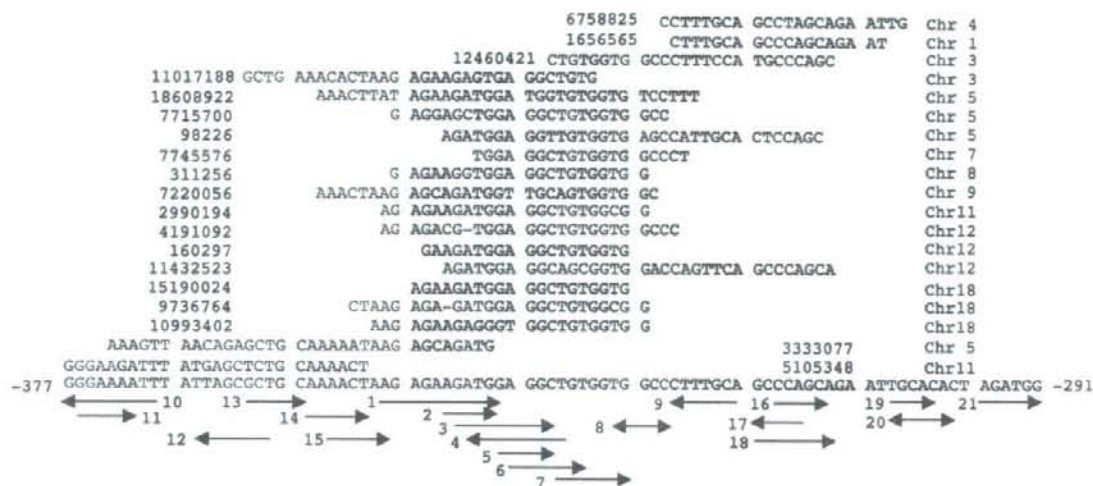 6758825 CCTTTGCA GCCTAGCAGA ATTG Chr 4
1656565 CTTTGCA GCCCAGCAGA AT Chr 1
12460421 CTGTGGTG GCCCTTTCCA TGCCCAGC Chr 3
11017188 GCTG AAACACTAAG AGAAGAGTGA GGCTGTG Chr 3
18608922 AAACTTAT AGAAGATGGA TGGTGTGGTG TCCTTT Chr 5
7715700 G AGGAGCTGGA GGCTGTGGTG GCC Chr 5
98226 AGATGGA GGTTGTGGTG AGCCATTGCA CTCCAGC Chr 5
7745576 TGGA GGCTGTGGTG GCCCT Chr 7
311256 G AGAAGGTGGA GGCTGTGGTG G Chr 8
7220056 AAACTAAG AGCAGATGGT TGCAGTGGTG GC Chr 9
2990194 AG AGAAGATGGA GGCTGTGGCG G Chr11
4191092 AG AGACG-TGGA GGCTGTGGTG GCCC Chr12
160297 GAAGATGGA GGCTGTGGTG Chr12
11432523 AGATGGA GGCAGCGGTG GACCAGTTCA GCCCAGCA Chr12
15190024 AGAAGATGGA GGCTGTGGTG Chr18
9736764 CTAAG AGA-GATGGA GGCTGTGGCG G Chr18
10993402 AAG AGAAGAGGGT GGCTGTGGTG G Chr18
AAAGTT AACAGAGCTG CAAAAATAAG AGCAGATG 3333077 Chr 5
GGGAAGATTT ATGAGCTCTGC CAAAACT 5105348 Chr11
-377 GGGAAAATTT ATTAGCGCTG CAAAACTAAG AGAAGATGGA GGCTGTGGTG GCCCTTTGCA GCCCAGCAGA ATTGCACACT AGATGG -291
10 13 1 9 16 19 21
11 14 2 17 20
12 15 3 8 18
4
5
6
7